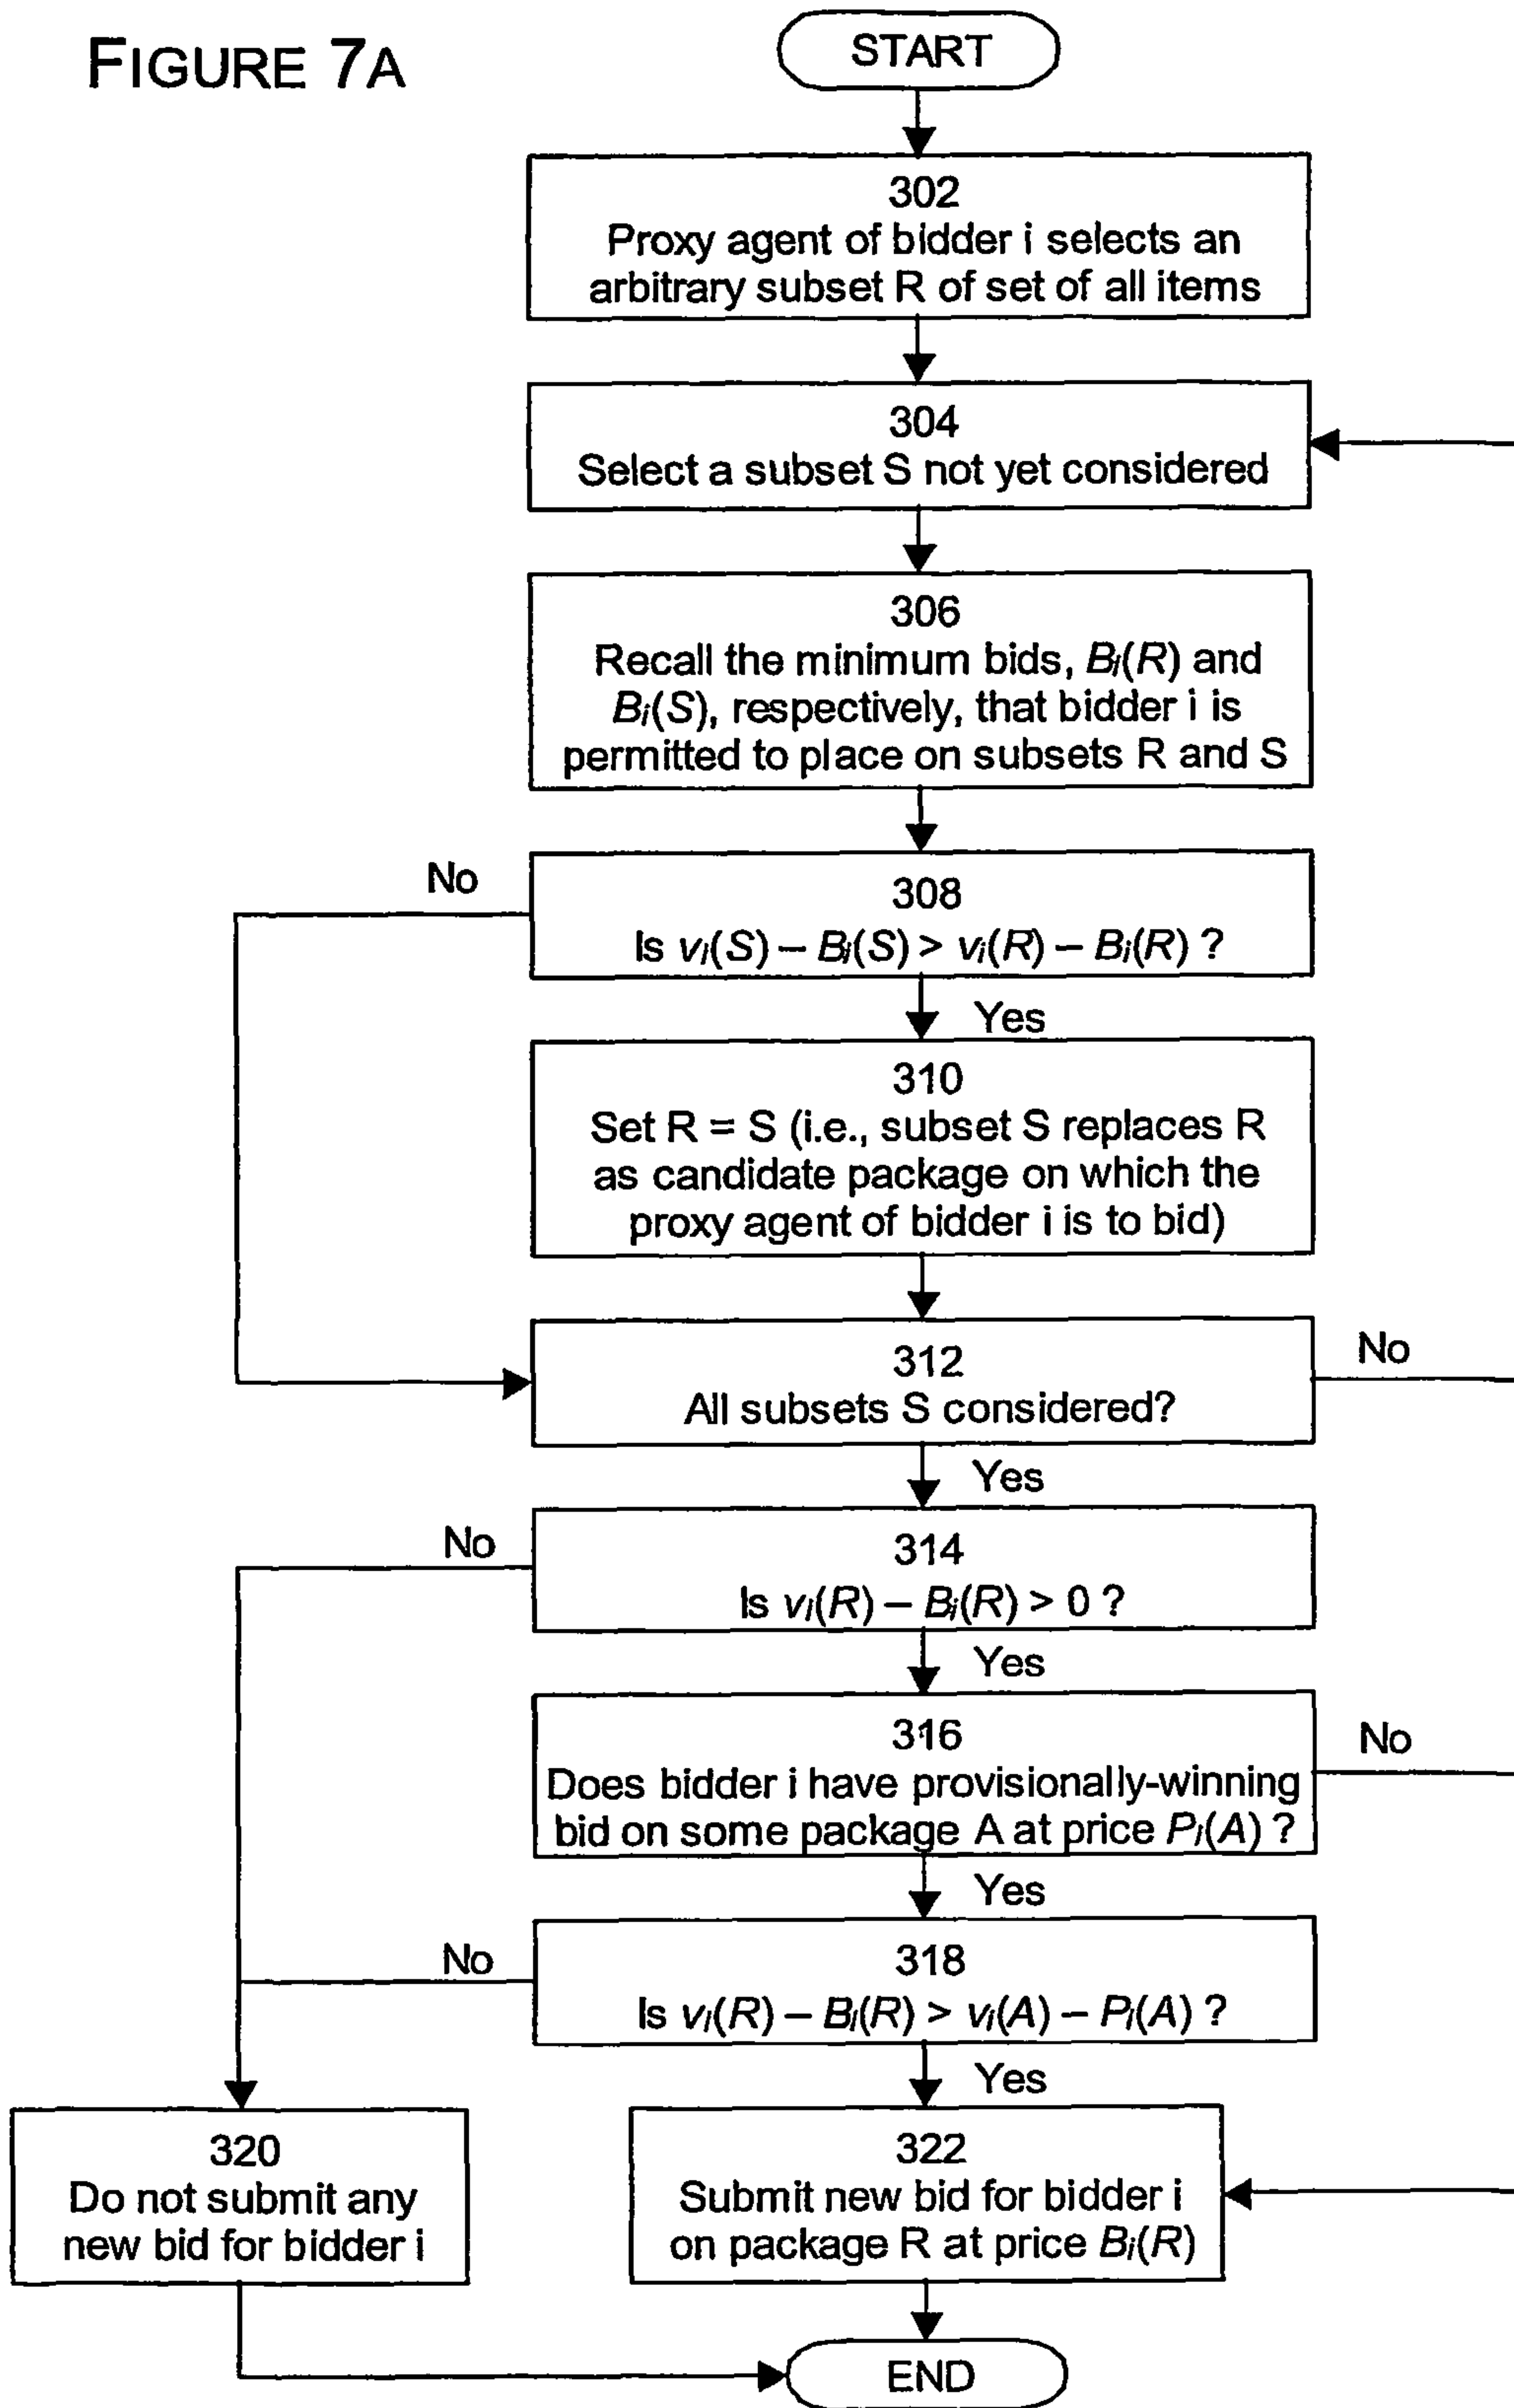 FIGURE 7A
START
302
Proxy agent of bidder i selects an
arbitrary subset R of set of all items
304
Select a subset S not yet considered
306
Recall the minimum bids, Bi(R) and
Bi(S), respectively, that bidder i is
permitted to place on subsets R and S
No
308
Is vi(S) – Bi(S) > vi(R) – Bi(R) ?
Yes
310
Set R = S (i.e., subset S replaces R
as candidate package on which the
proxy agent of bidder i is to bid)
312
All subsets S considered?
No
Yes
No
314
Is vi(R) – Bi(R) > 0 ?
Yes
316
Does bidder i have provisionally-winning
bid on some package A at price Pi(A) ?
No
Yes
No
318
Is vi(R) – Bi(R) > vi(A) – Pi(A) ?
Yes
320
Do not submit any
new bid for bidder i
322
Submit new bid for bidder i
on package R at price Bi(R)
END